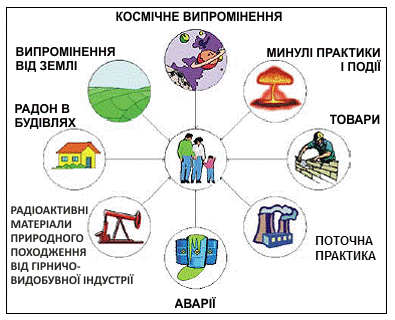 КОСМІЧНЕ ВИПРОМІНЕННЯ
ВИПРОМІНЕННЯ
ВІД ЗЕМЛІ
МИНУЛІ ПРАКТИКИ
І ПОДІЇ
РАДОН В
БУДІВЛЯХ
ТОВАРИ
РАДІОАКТИВНІ
МАТЕРІАЛИ
ПРИРОДНОГО
ПОХОДЖЕННЯ
ВІД ГІРНИЧО-
ВИДОБУВНОЇ ІНДУСТРІЇ
ПОТОЧНА
ПРАКТИКА
АВАРІЇ